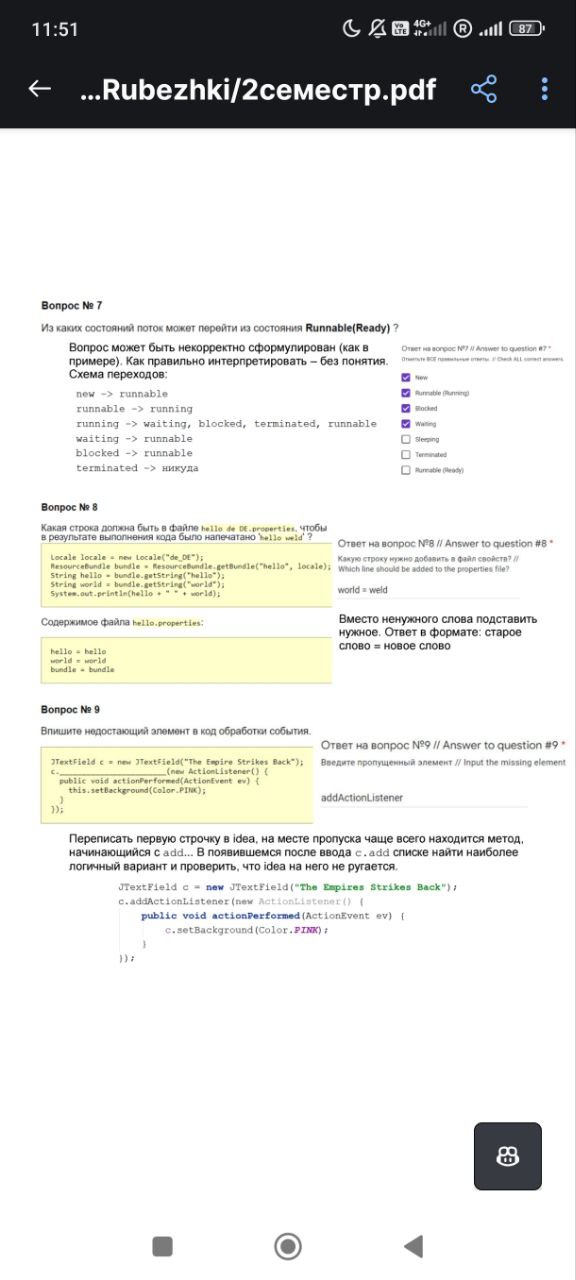 11:51
VO LTE 4G+ R 87
...Rubezhki/2семестр.pdf
Вопрос № 7
Из каких состояний поток может перейти из состояния Runnable(Ready) ?
Вопрос может быть некорректно сформулирован (как в
примере). Как правильно интерпретировать – без понятия.
Схема переходов:
new -> runnable
runnable -> running
running -> waiting, blocked, terminated, runnable
waiting -> runnable
blocked -> runnable
terminated -> никуда
Ответ на вопрос №7 // Answer to question #7 *
Отметьте ВСЕ правильные ответы. // Check ALL correct answers
New
Runnable (Running)
Blocked
Waiting
Sleeping
Terminated
Runnable (Ready)
Вопрос № 8
Какая строка должна быть в файле hello_de_DE.properties, чтобы
в результате выполнения кода было напечатано 'hello weld' ?
Locale locale = new Locale("de_DE");
ResourceBundle bundle = ResourceBundle.getBundle("hello", locale);
String hello = bundle.getString("hello");
String world = bundle.getString("world");
System.out.println(hello + " " + world);
Содержимое файла hello.properties:
hello = hello
world = world
bundle = bundle
Ответ на вопрос №8 // Answer to question #8 *
Какую строку нужно добавить в файл свойств? //
Which line should be added to the properties file?
world = weld
Вместо ненужного слова подставить
нужное. Ответ в формате: старое
слово = новое слово
Вопрос № 9
Впишите недостающий элемент в код обработки события.
JTextField c = new JTextField("The Empire Strikes Back");
c.____________________(new ActionListener() {
public void actionPerformed(ActionEvent ev) {
this.setBackground(Color.PINK);
}
});
Ответ на вопрос №9 // Answer to question #9 *
Введите пропущенный элемент // Input the missing element
addActionListener
Переписать первую строчку в idea, на месте пропуска чаще всего находится метод,
начинающийся с add... В появившемся после ввода c.add списке найти наиболее
логичный вариант и проверить, что idea на него не ругается.
JTextField c = new JTextField("The Empires Strikes Back");
c.addActionListener(new ActionListener() {
public void actionPerformed(ActionEvent ev) {
c.setBackground(Color.PINK);
}
});